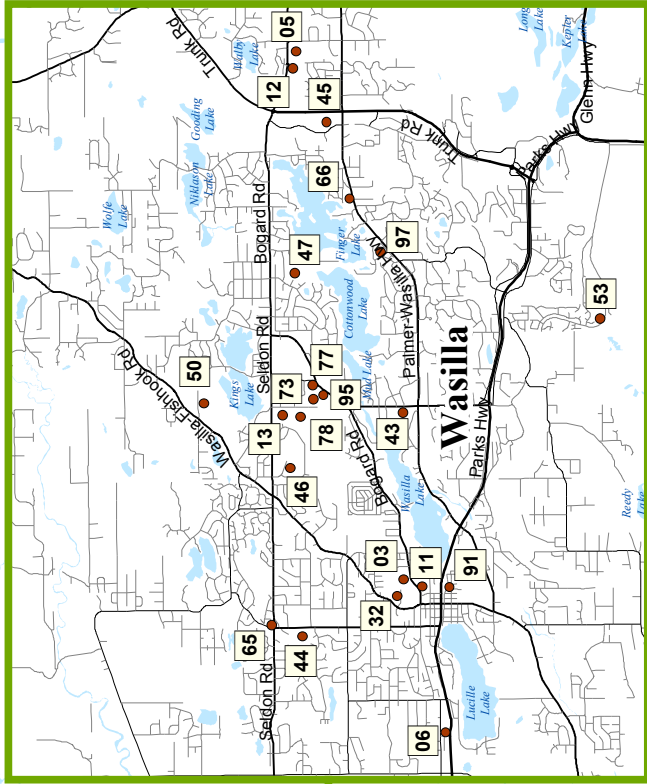 Trunk Rd
Walby
Lake
05
Long
Lake
Kepler
Lake
Glenn Hwy
12
45
Gooding
Lake
Trunk Rd
Parks Hwy
Niklason
Lake
Wolfe
Lake
66
Bogard Rd
47
Finger
Lake
97
Palmer-Wasilla Hwy
Cottonwood
Lake
53
Wasilla-Fishhook Rd
50
Kings
Lake
Seldon Rd
73
77
95
Mud Lake
13
78
43
Wasilla
Parks Hwy
46
Bogard Rd
Wasilla
Lake
Reedy
Lake
03
11
91
32
65
44
Seldon Rd
Lucille
Lake
06